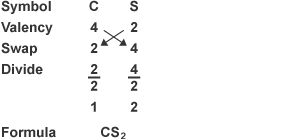 Symbol C S
Valency 4 2
Swap 2 4
Divide 2 4
2 2
1 2
Formula CS₂